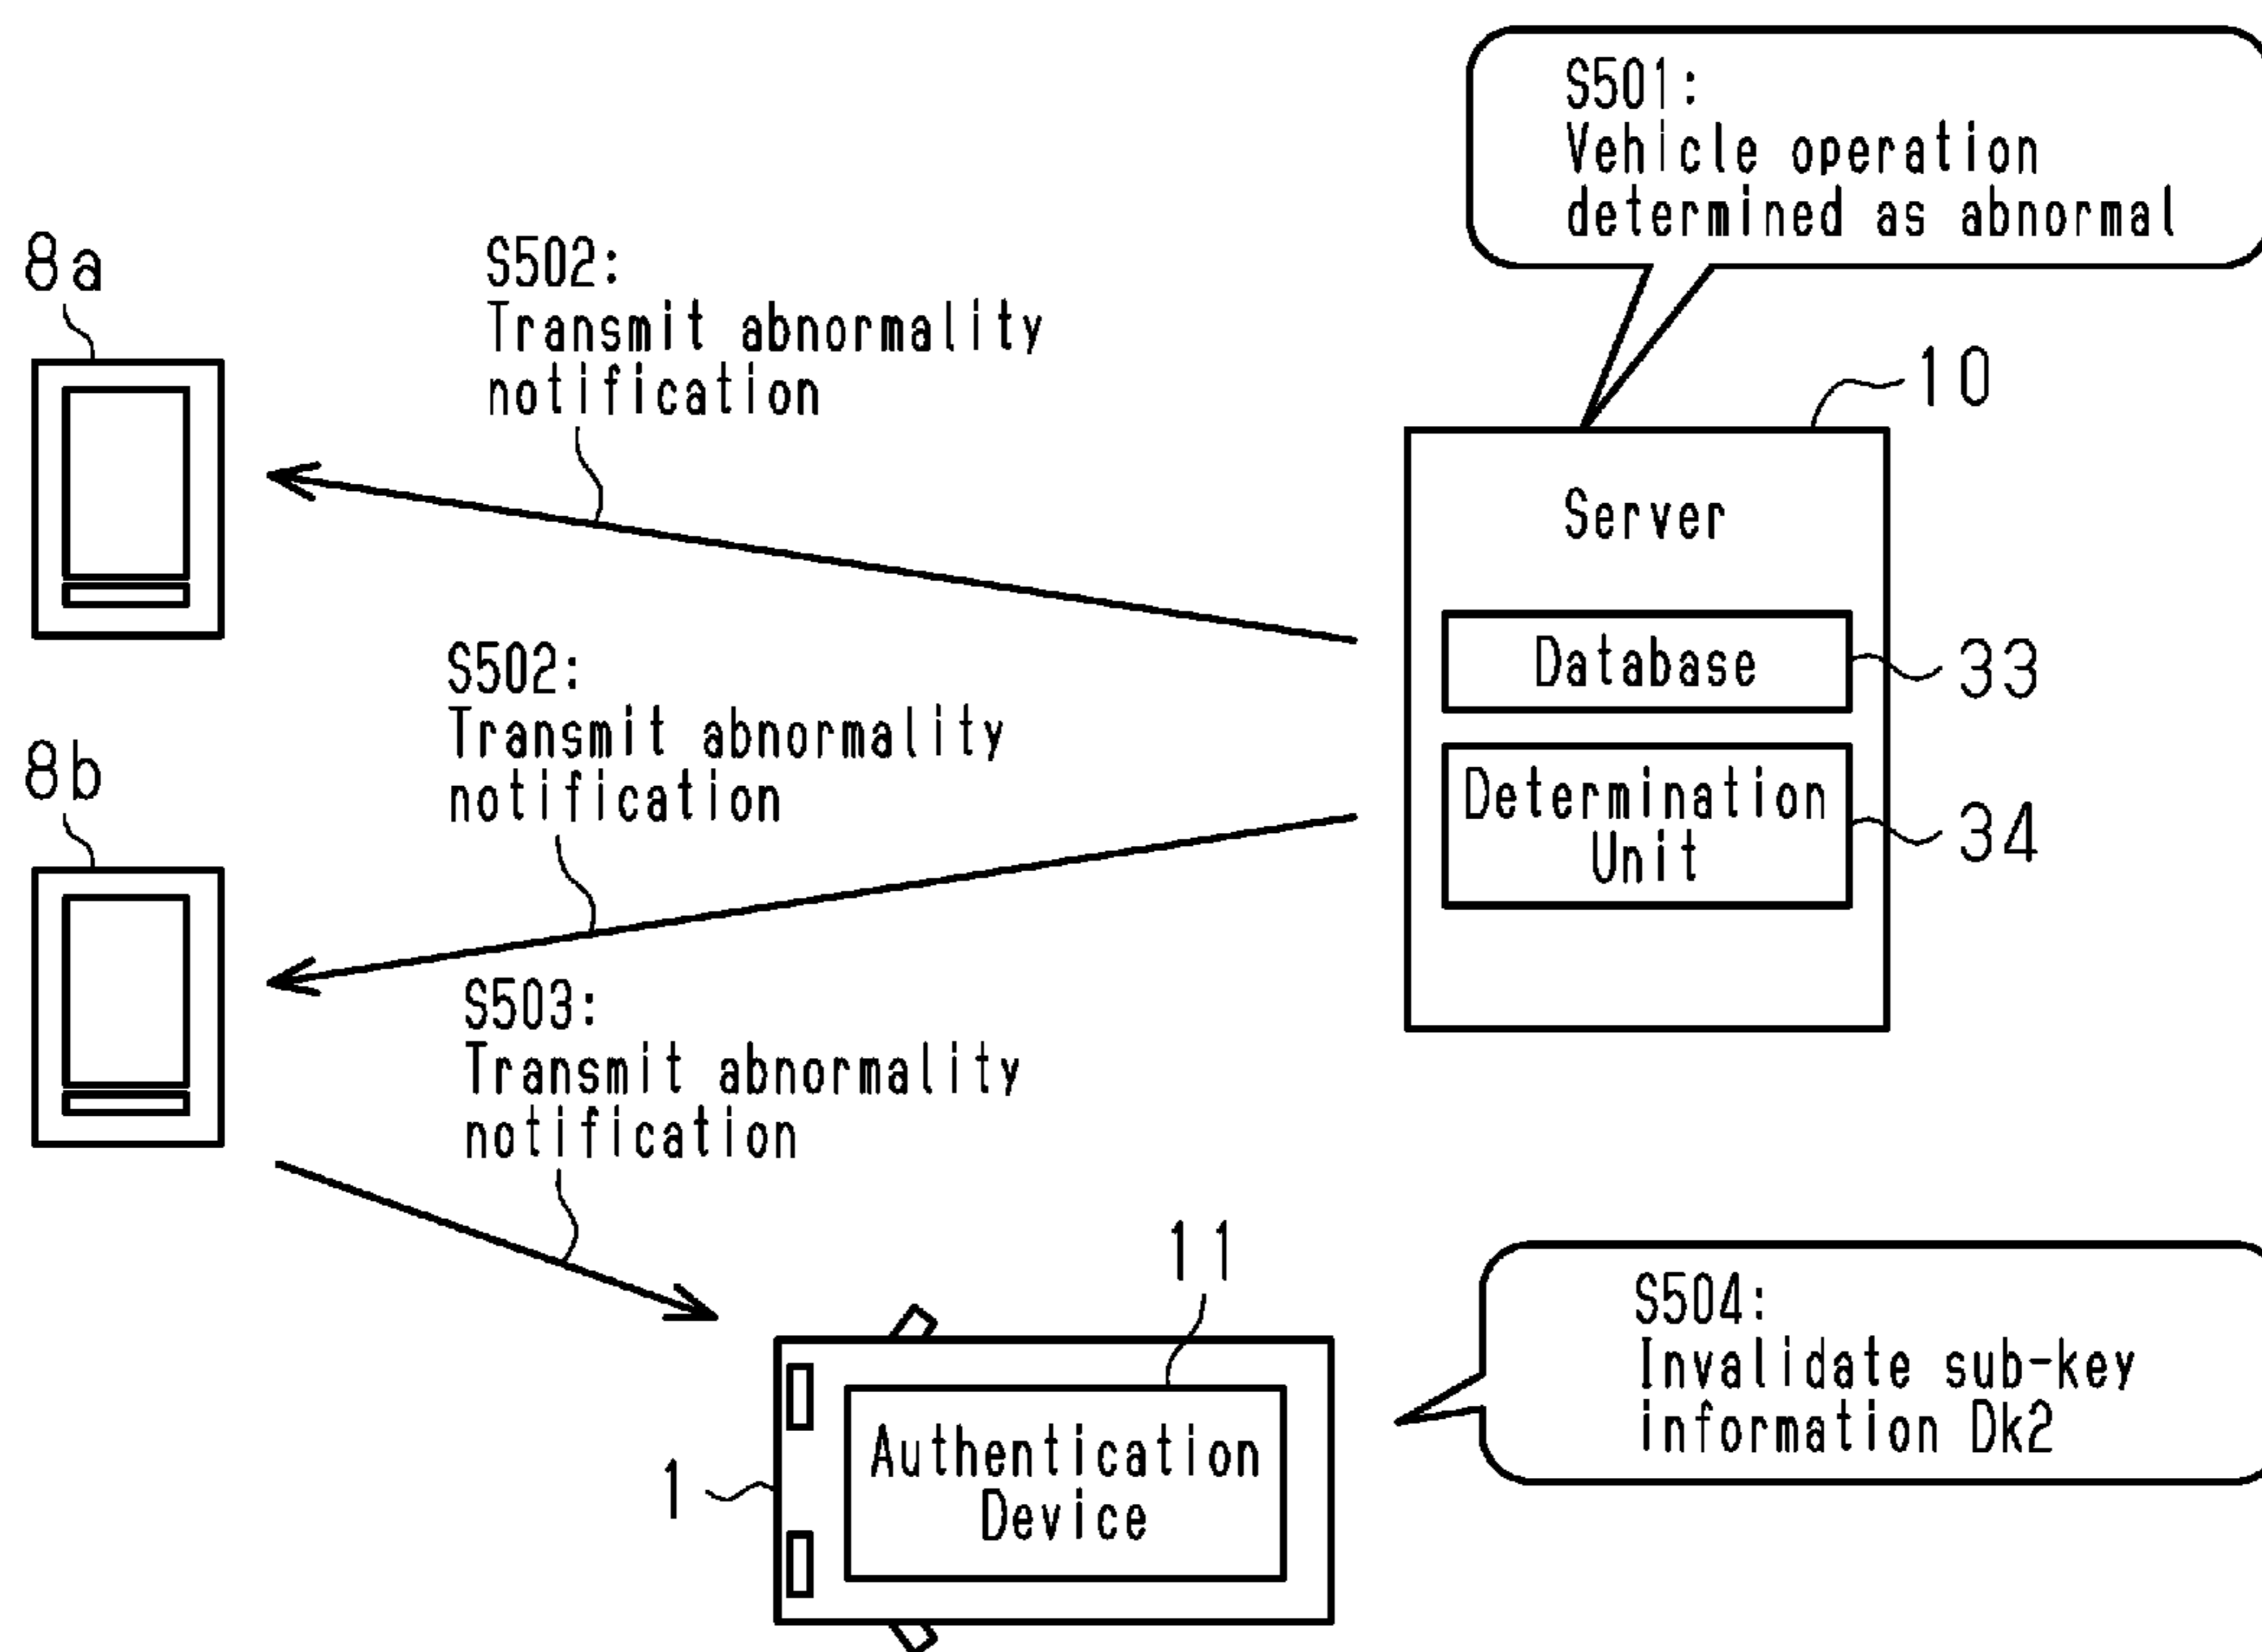 S501:
Vehicle operation
determined as abnormal
8a
S502:
Transmit abnormality
notification
10
Server
Database
33
Determination
Unit
34
S502:
Transmit abnormality
notification
8b
S503:
Transmit abnormality
notification
11
Authentication
Device
1
S504:
Invalidate sub-key
information Dk2